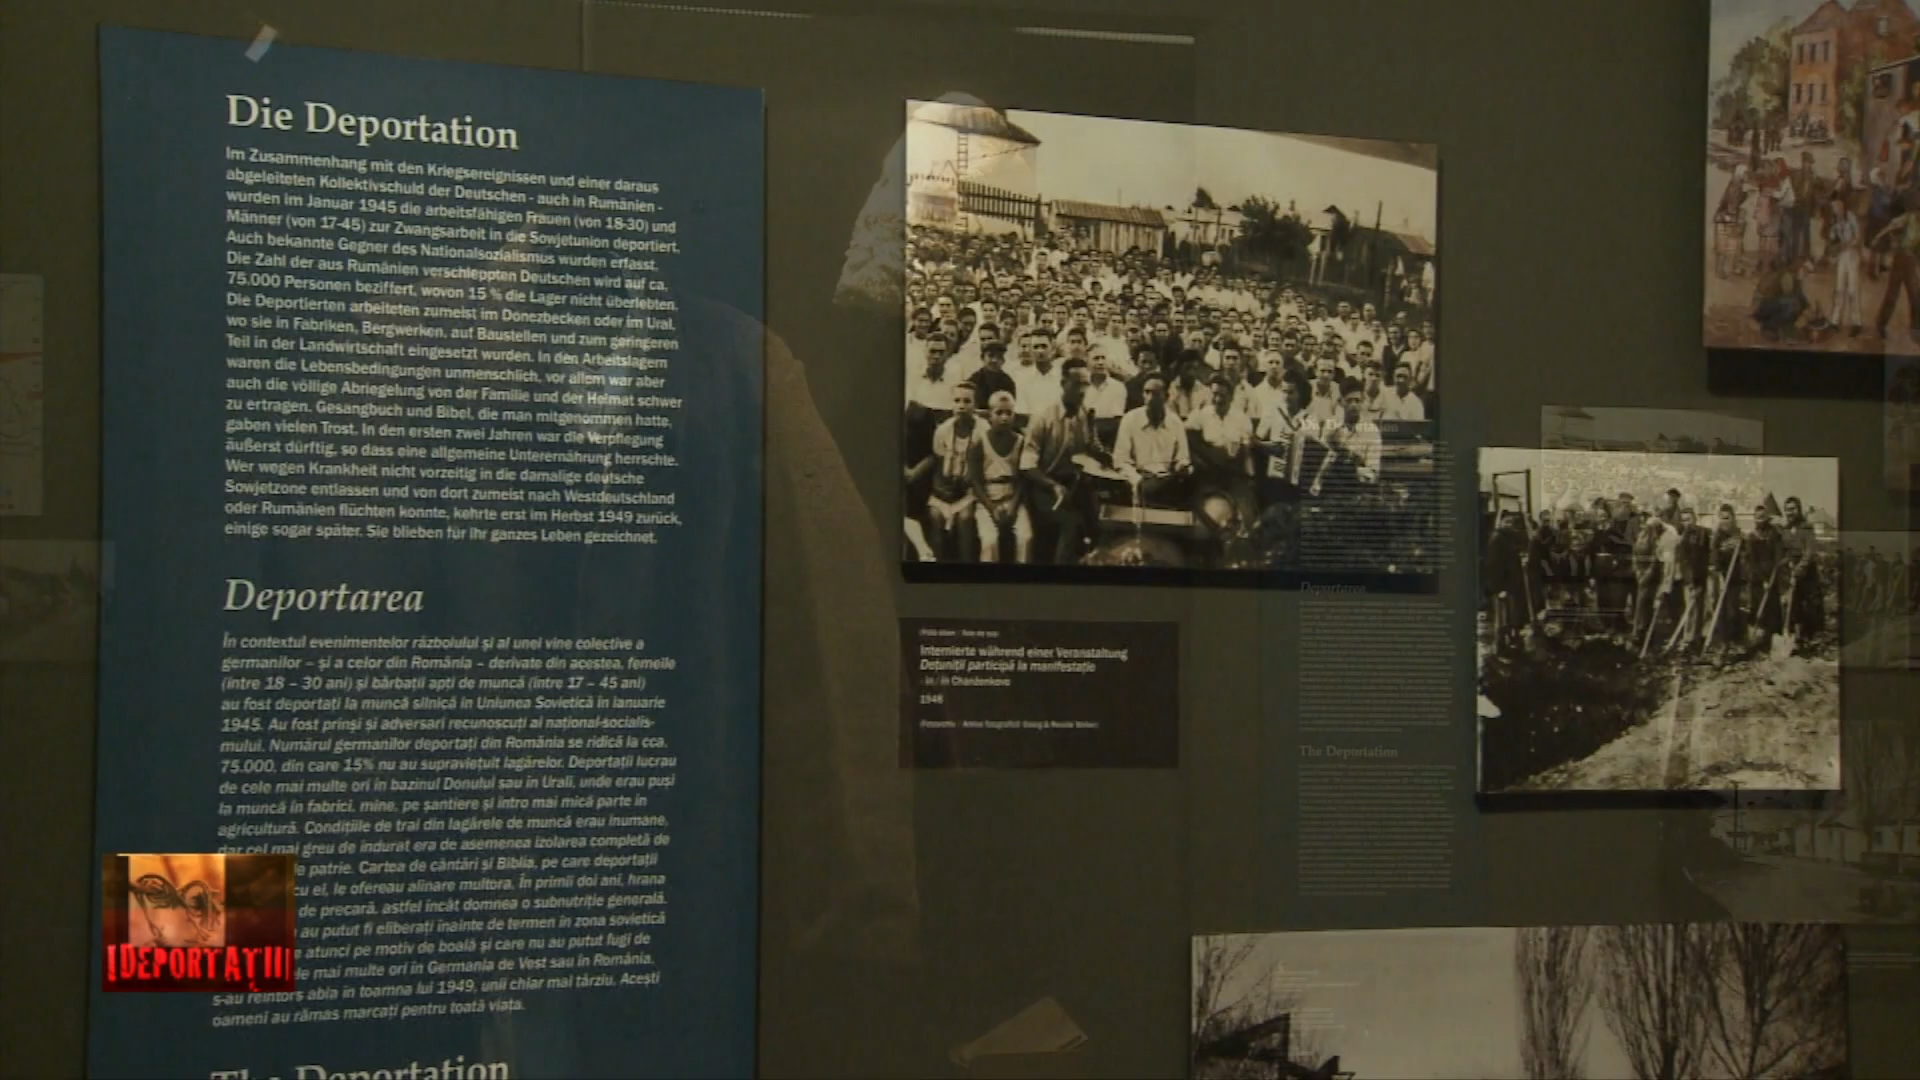 Die Deportation
Im Zusammenhang mit den Kriegsereignissen und einer daraus
abgeleiteten Kollektivschuld der Deutschen - auch in Rumänien -
wurden im Januar 1945 die arbeitsfähigen Frauen (von 18-30) und
Männer (von 17-45) zur Zwangsarbeit in die Sowjetunion deportiert.
Auch bekannte Gegner des Nationalsozialismus wurden erfasst.
Die Zahl der aus Rumänien verschleppten Deutschen wird auf ca.
75.000 Personen beziffert, wovon 15 % die Lager nicht überlebten.
Die Deportierten arbeiteten zumeist im Donezbecken oder im Ural,
wo sie in Fabriken, Bergwerken, auf Baustellen und zum geringeren
Teil in der Landwirtschaft eingesetzt wurden. In den Arbeitslagern
waren die Lebensbedingungen unmenschlich, vor allem war aber
auch die völlige Abriegelung von der Familie und der Heimat schwer
zu ertragen. Gesangbuch und Bibel, die man mitgenommen hatte,
gaben vielen Trost. In den ersten zwei Jahren war die Verpflegung
äußerst dürftig, so dass eine allgemeine Unterernährung herrschte.
Wer wegen Krankheit nicht vorzeitig in die damalige deutsche
Sowjetzone entlassen und von dort zumeist nach Westdeutschland
oder Rumänien flüchten konnte, kehrte erst im Herbst 1949 zurück,
einige sogar später. Sie blieben für ihr ganzes Leben gezeichnet.
Deportarea
În contextul evenimentelor războiului și al unei vine colective a
germanilor – și a celor din România – derivate din acestea, femeile
(între 18 – 30 ani) și bărbații apți de muncă (între 17 – 45 ani)
au fost deportați la muncă silnică în Uniunea Sovietică în ianuarie
1945. Au fost prinși și adversari recunoscuți ai național-socialis-
mului. Numărul germanilor deportați din România se ridică la cca.
75.000, din care 15% nu au supraviețuit lagărelor. Deportații lucrau
de cele mai multe ori în bazinul Donului sau în Urali, unde erau puși
la muncă în fabrici, mine, pe șantiere și într-o mai mică parte în
agricultură. Condițiile de trai din lagărele de muncă erau inumane,
dar cel mai greu de îndurat era de asemenea izolarea completă de
patrie. Cartea de cântări și Biblia, pe care deportații
cu ei, le ofereau alinare multora. În primii doi ani, hrana
de precară, astfel încât domnea o subnutriție generală.
au putut fi eliberați înainte de termen în zona sovietică
atunci pe motiv de boală și care nu au putut fugi de
mai multe ori în Germania de Vest sau în România,
s-au reîntors abia în toamna lui 1949, unii chiar mai târziu. Acești
oameni au rămas marcați pentru toată viața.
The Deportation
Internierte während einer Veranstaltung
Deținuții participă la manifestație
- in / în Chanzenkovo
1948
Die Deportation
Deportarea
The Deportation
DEPORTAȚII